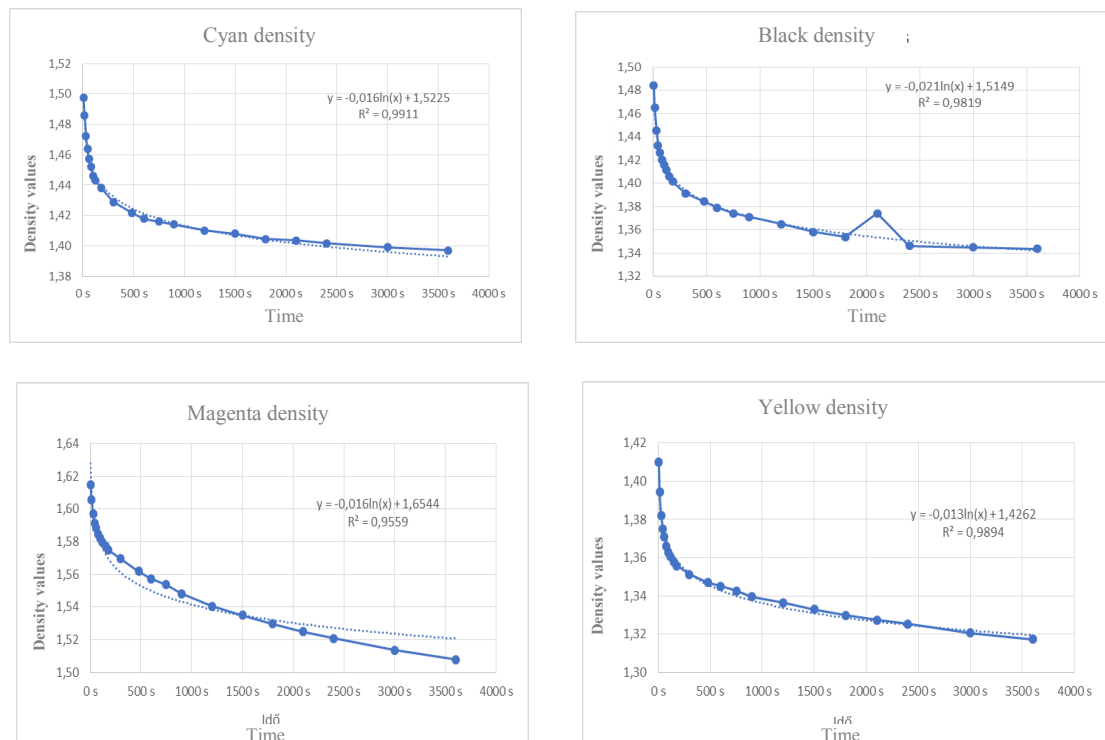 Cyan density
1,52
1,50
1,48
1,46
1,44
1,42
1,40
1,38
Density values
y = -0,016ln(x) + 1,5225
R² = 0,9911
0 s 500 s 1000 s 1500 s 2000 s 2500 s 3000 s 3500 s 4000 s
Time
Black density ;
1,50
1,48
1,46
1,44
1,42
1,40
1,38
1,36
1,34
1,32
Density values
y = -0,021ln(x) + 1,5149
R² = 0,9819
0 s 500 s 1000 s 1500 s 2000 s 2500 s 3000 s 3500 s 4000 s
Time
Magenta density
1,64
1,62
1,60
1,58
1,56
1,54
1,52
1,50
Density values
y = -0,016ln(x) + 1,6544
R² = 0,9559
0 s 500 s 1000 s 1500 s 2000 s 2500 s 3000 s 3500 s 4000 s
Idő
Time
Yellow density
1,42
1,40
1,38
1,36
1,34
1,32
1,30
Density values
y = -0,013ln(x) + 1,4262
R² = 0,9894
0 s 500 s 1000 s 1500 s 2000 s 2500 s 3000 s 3500 s 4000 s
Idő
Time